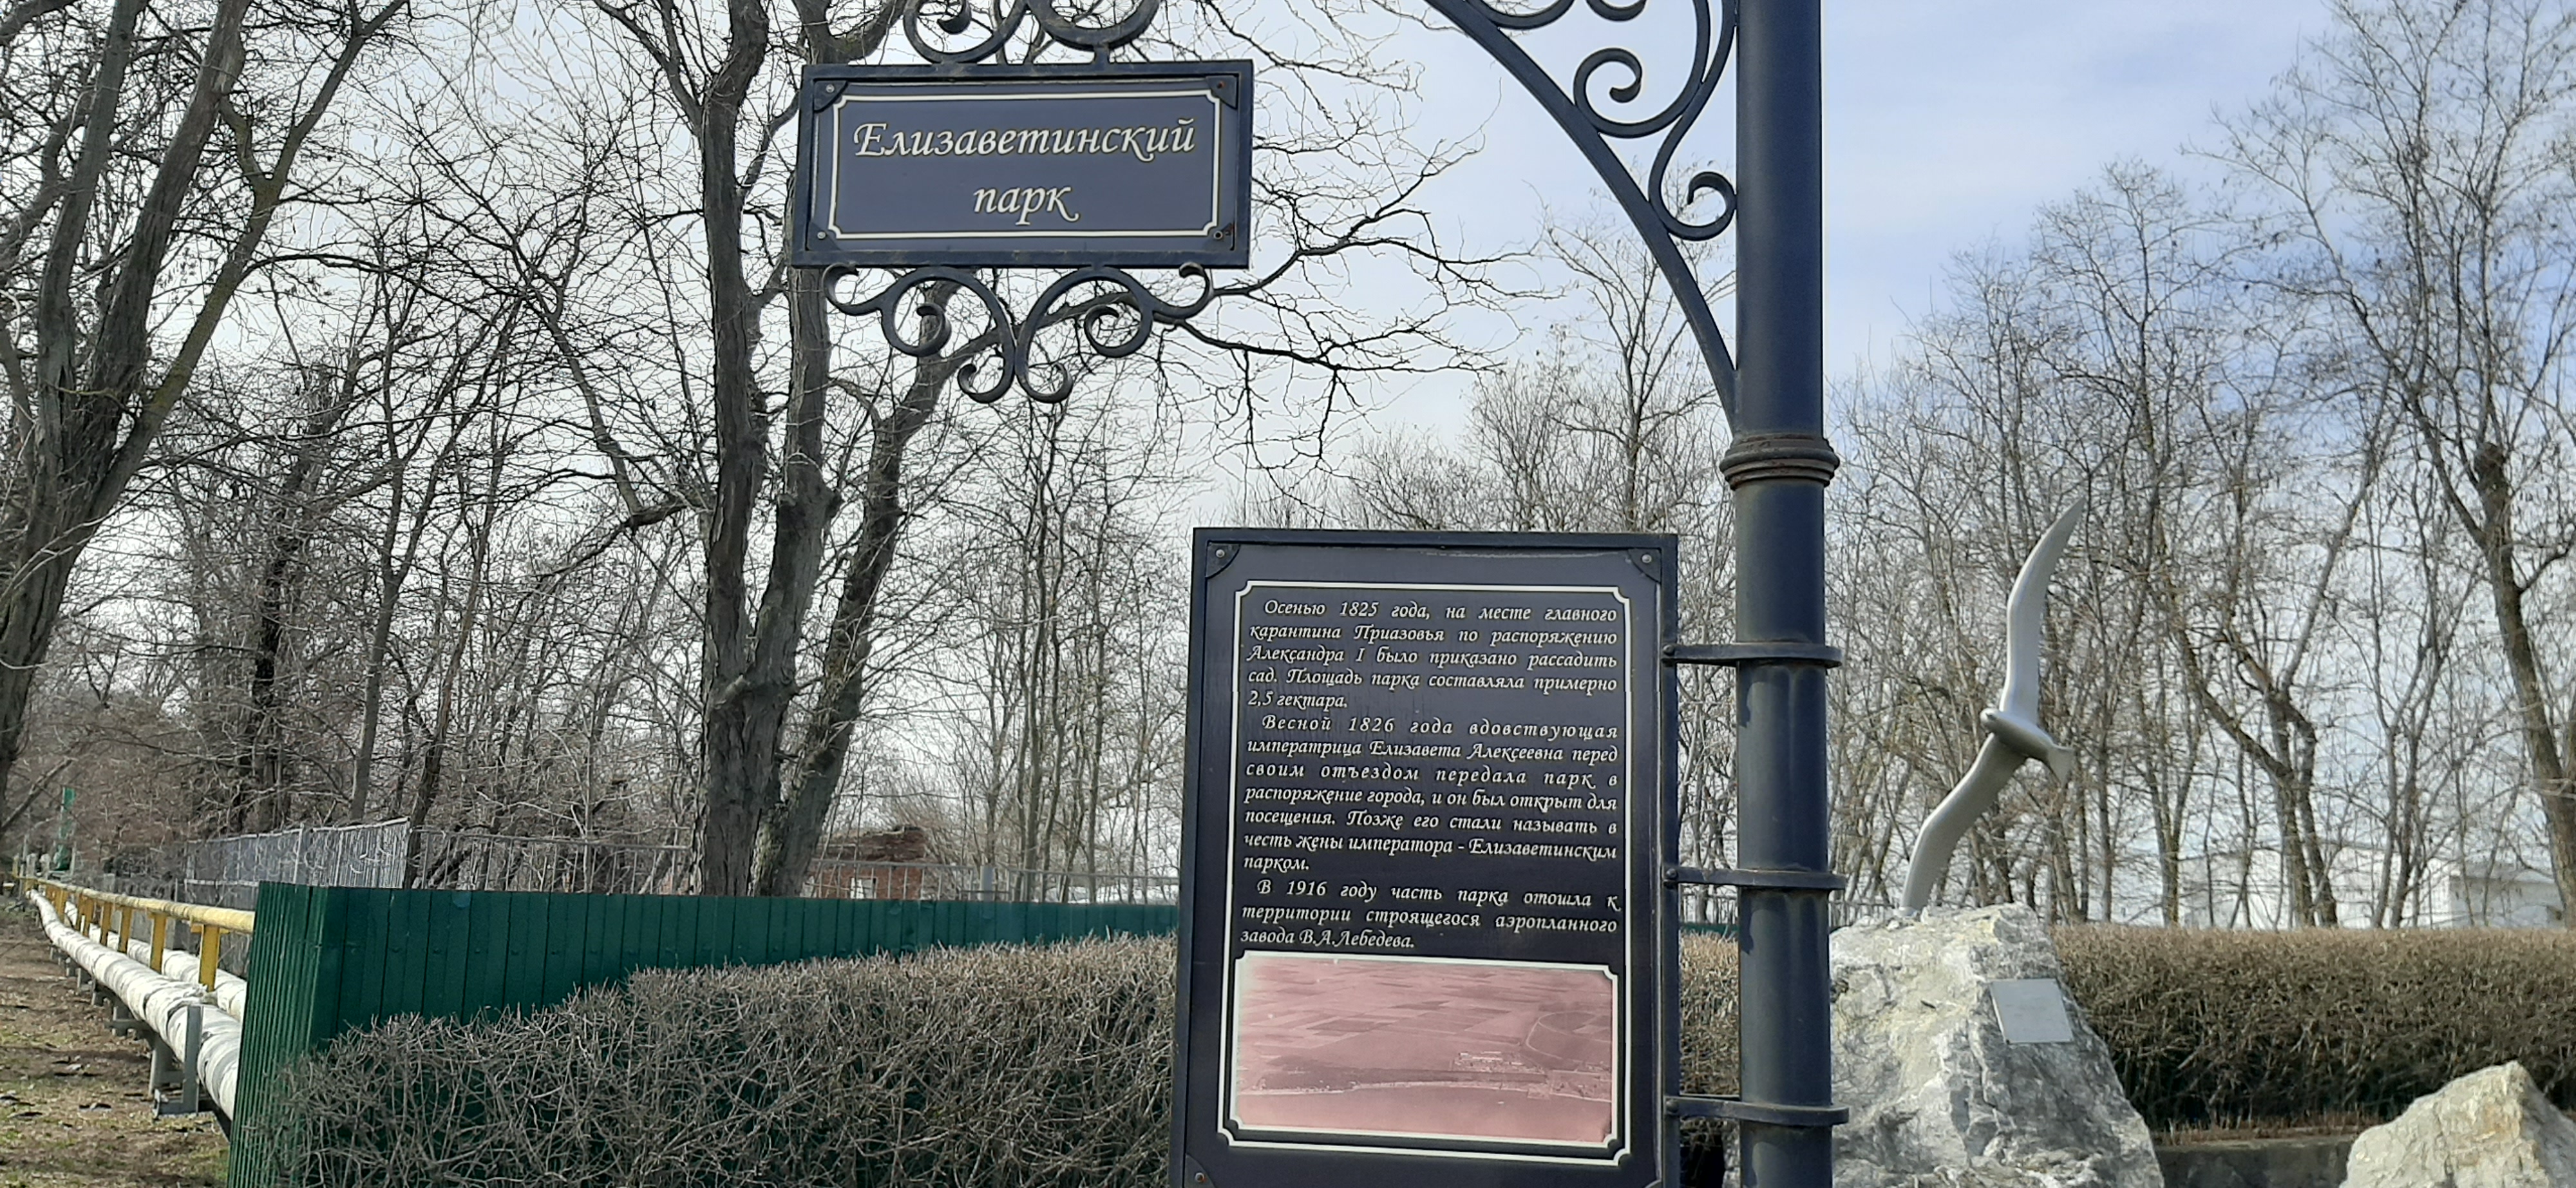 Елизаветинский
парк
Осенью 1825 года, на месте главного
карантина Приазовья по распоряжению
Александра I было приказано рассадить
сад. Площадь парка составляла примерно
2,5 гектара.
Весной 1826 года вдовствующая
императрица Елизавета Алексеевна перед
своим отъездом передала парк в
распоряжение города, и он был открыт для
посещения. Позже его стали называть в
честь жены императора - Елизаветинским
парком.
В 1916 году часть парка отошла к
территории строящегося аэропланного
завода В.А.Лебедева.